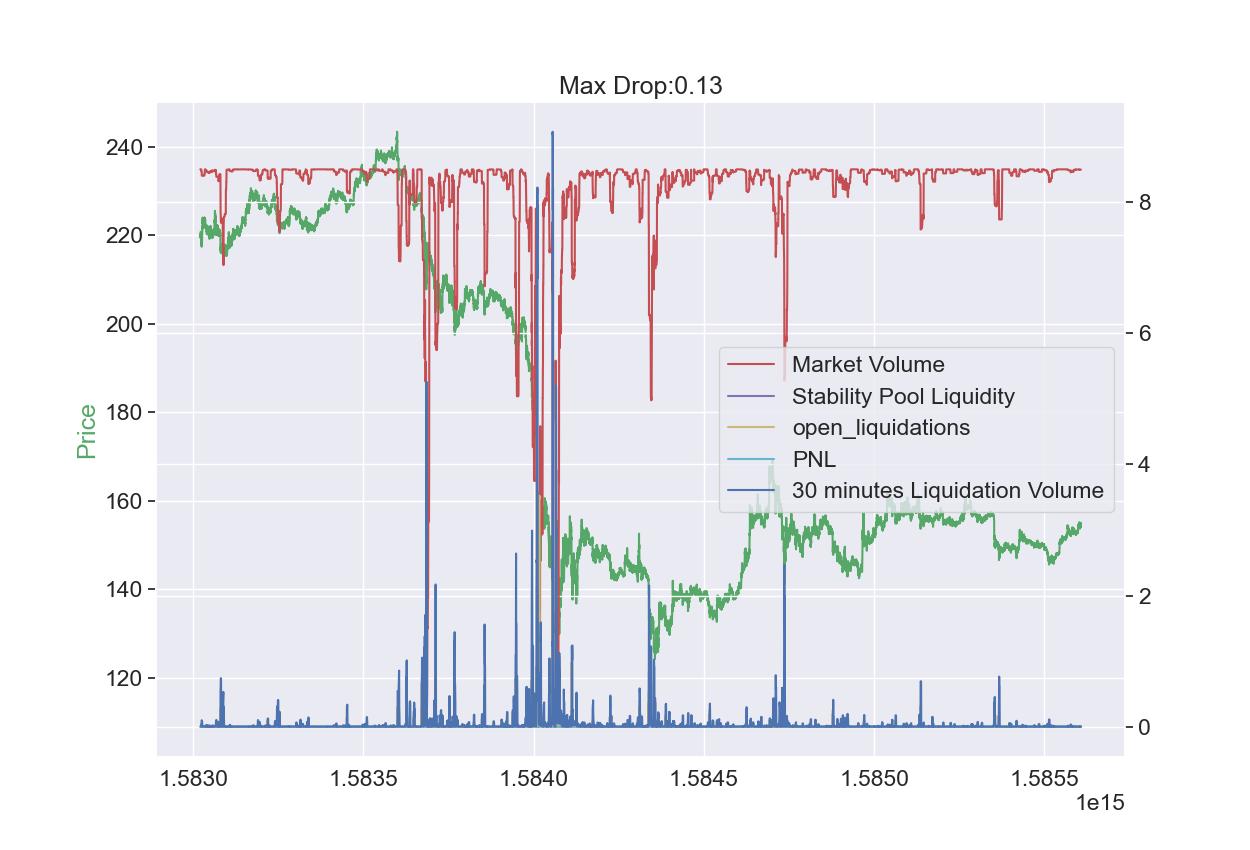 Max Drop:0.13
240
220
200
180
160
140
120
Price
8
6
4
2
0
Market Volume
Stability Pool Liquidity
open_liquidations
PNL
30 minutes Liquidation Volume
1.5830 1.5835 1.5840 1.5845 1.5850 1.5855
1e15